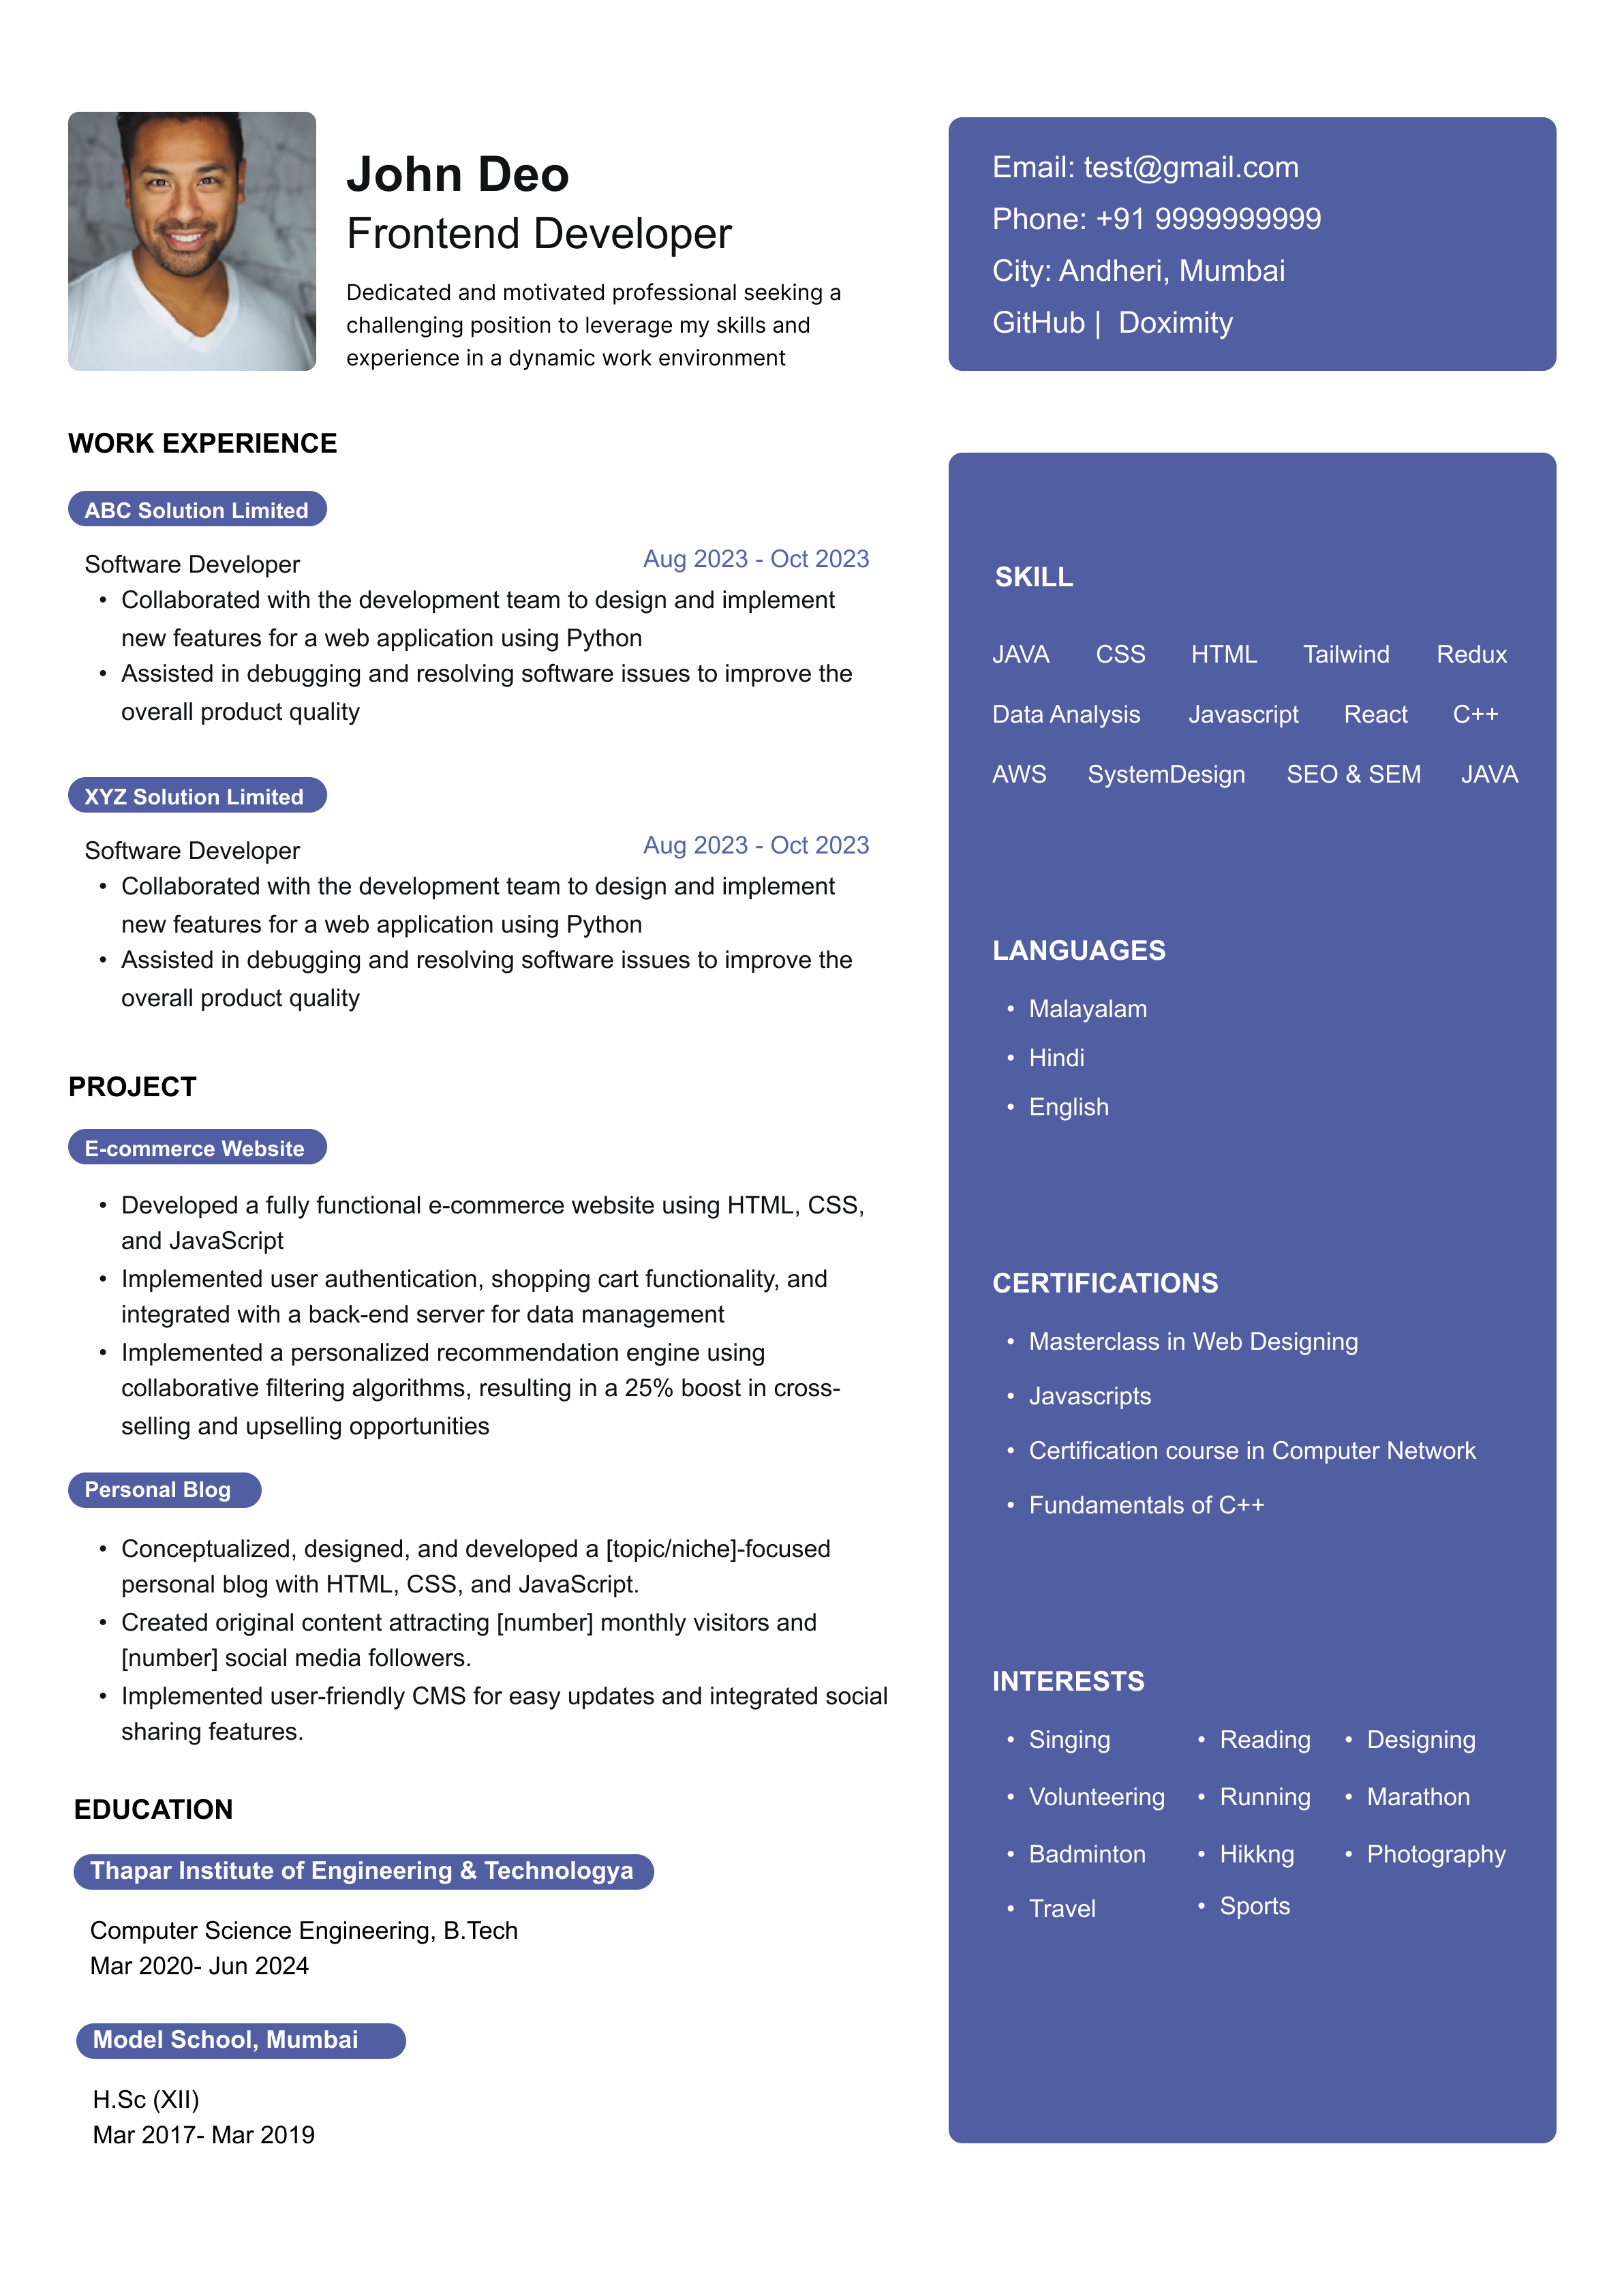 John Deo
Frontend Developer
Dedicated and motivated professional seeking a
challenging position to leverage my skills and
experience in a dynamic work environment
Email: test@gmail.com
Phone: +91 9999999999
City: Andheri, Mumbai
GitHub | Doximity
WORK EXPERIENCE
ABC Solution Limited
Software Developer
Aug 2023 - Oct 2023
• Collaborated with the development team to design and implement
new features for a web application using Python
• Assisted in debugging and resolving software issues to improve the
overall product quality
XYZ Solution Limited
Software Developer
Aug 2023 - Oct 2023
• Collaborated with the development team to design and implement
new features for a web application using Python
• Assisted in debugging and resolving software issues to improve the
overall product quality
PROJECT
E-commerce Website
• Developed a fully functional e-commerce website using HTML, CSS,
and JavaScript
• Implemented user authentication, shopping cart functionality, and
integrated with a back-end server for data management
• Implemented a personalized recommendation engine using
collaborative filtering algorithms, resulting in a 25% boost in cross-
selling and upselling opportunities
Personal Blog
• Conceptualized, designed, and developed a [topic/niche]-focused
personal blog with HTML, CSS, and JavaScript.
• Created original content attracting [number] monthly visitors and
[number] social media followers.
• Implemented user-friendly CMS for easy updates and integrated social
sharing features.
EDUCATION
Thapar Institute of Engineering & Technologya
Computer Science Engineering, B.Tech
Mar 2020- Jun 2024
Model School, Mumbai
H.Sc (XII)
Mar 2017- Mar 2019
SKILL
JAVA CSS HTML Tailwind Redux
Data Analysis Javascript React C++
AWS SystemDesign SEO & SEM JAVA
LANGUAGES
• Malayalam
• Hindi
• English
CERTIFICATIONS
• Masterclass in Web Designing
• Javascripts
• Certification course in Computer Network
• Fundamentals of C++
INTERESTS
• Singing • Reading • Designing
• Volunteering • Running • Marathon
• Badminton • Hikkng • Photography
• Travel • Sports